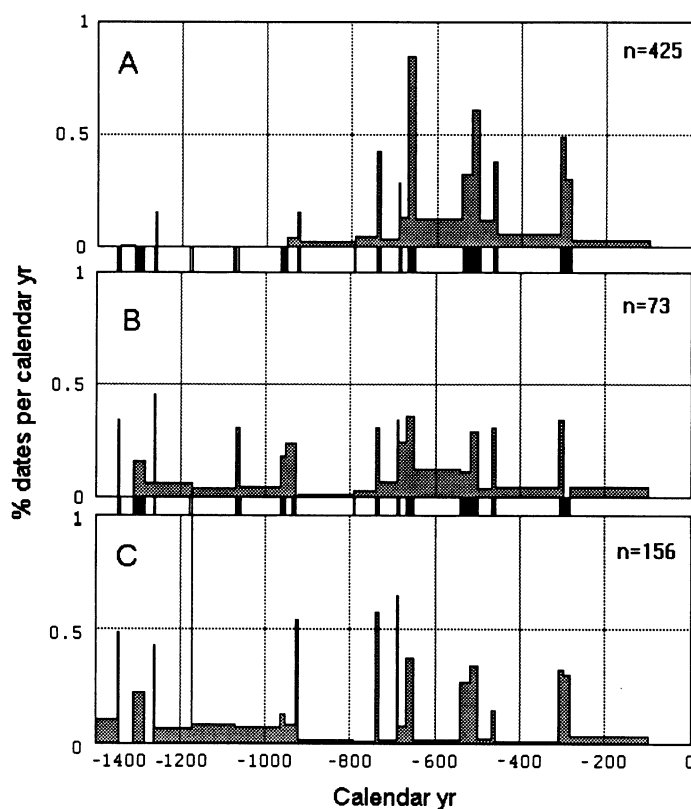 1
A
n=425
0.5
0
1
B
n=73
0.5
0
1
C
n=156
0.5
0
% dates per calendar yr
-1400 -1200 -1000 -800 -600 -400 -200 0
Calendar yr